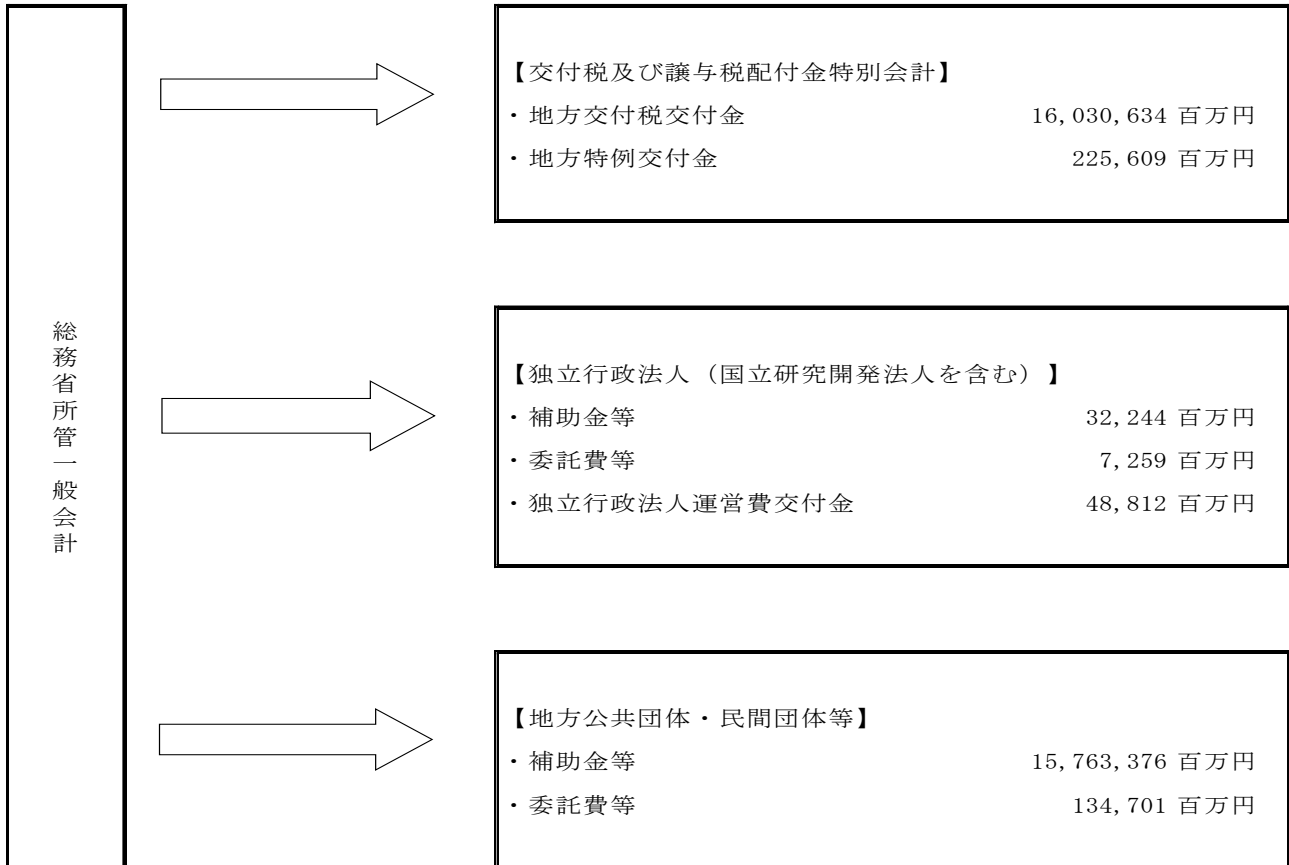 総務省所管一般会計
【交付税及び譲与税配付金特別会計】
・地方交付税交付金 16,030,634 百万円
・地方特例交付金 225,609 百万円
【独立行政法人（国立研究開発法人を含む）】
・補助金等 32,244 百万円
・委託費等 7,259 百万円
・独立行政法人運営費交付金 48,812 百万円
【地方公共団体・民間団体等】
・補助金等 15,763,376 百万円
・委託費等 134,701 百万円